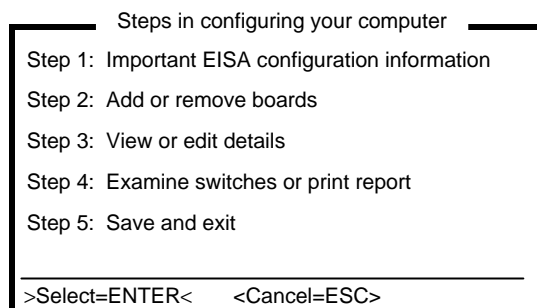 Steps in configuring your computer
Step 1: Important EISA configuration information
Step 2: Add or remove boards
Step 3: View or edit details
Step 4: Examine switches or print report
Step 5: Save and exit
>Select=ENTER< <Cancel=ESC>